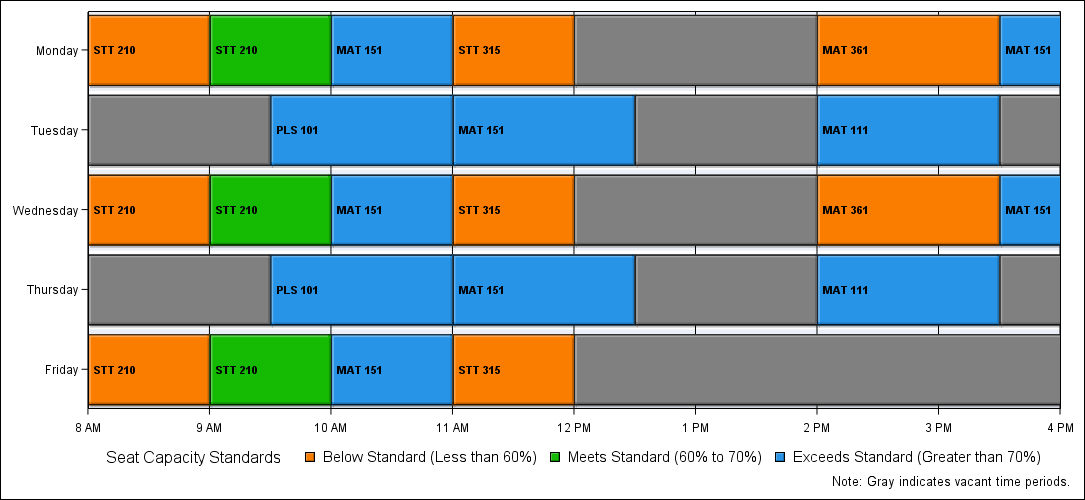 Monday STT 210 STT 210 MAT 151 STT 315 MAT 361 MAT 151
Tuesday PLS 101 MAT 151 MAT 111
Wednesday STT 210 STT 210 MAT 151 STT 315 MAT 361 MAT 151
Thursday PLS 101 MAT 151 MAT 111
Friday STT 210 STT 210 MAT 151 STT 315
8 AM 9 AM 10 AM 11 AM 12 PM 1 PM 2 PM 3 PM 4 PM
Seat Capacity Standards Below Standard (Less than 60%) Meets Standard (60% to 70%) Exceeds Standard (Greater than 70%)
Note: Gray indicates vacant time periods.